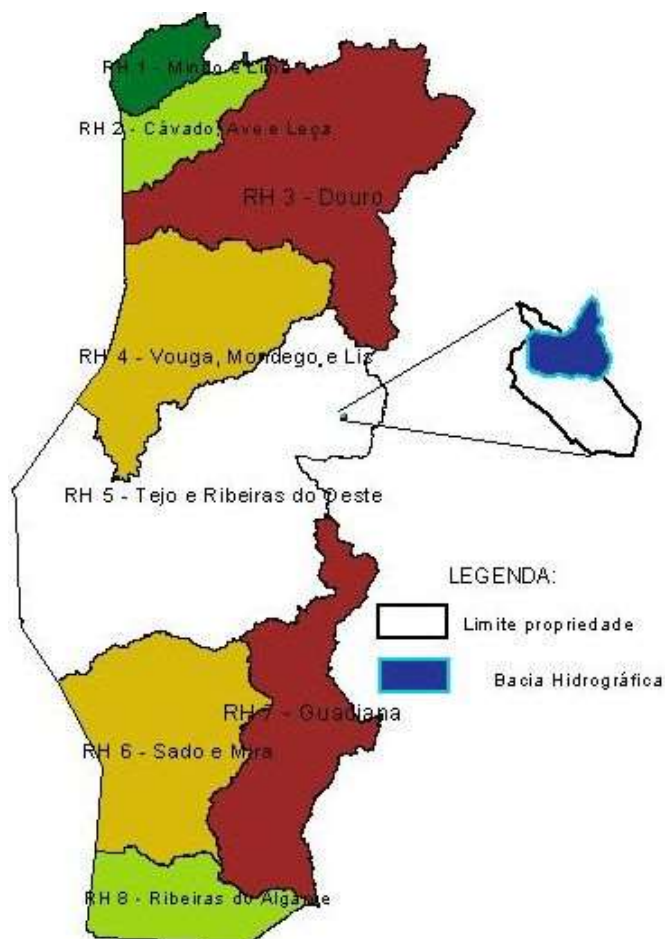 RH 1 - Minho e Lima
RH 2 - Câvado, Ave e Leça
RH 3 - Douro
RH 4 - Vouga, Mondego, e Liz
RH 5 - Tejo e Ribeiras do Oeste
LEGENDA:
Limite propriedade
Bacia Hidrográfica
RH 7 - Guadiana
RH 6 - Sado e Mira
RH 8 - Ribeiras do Algarve